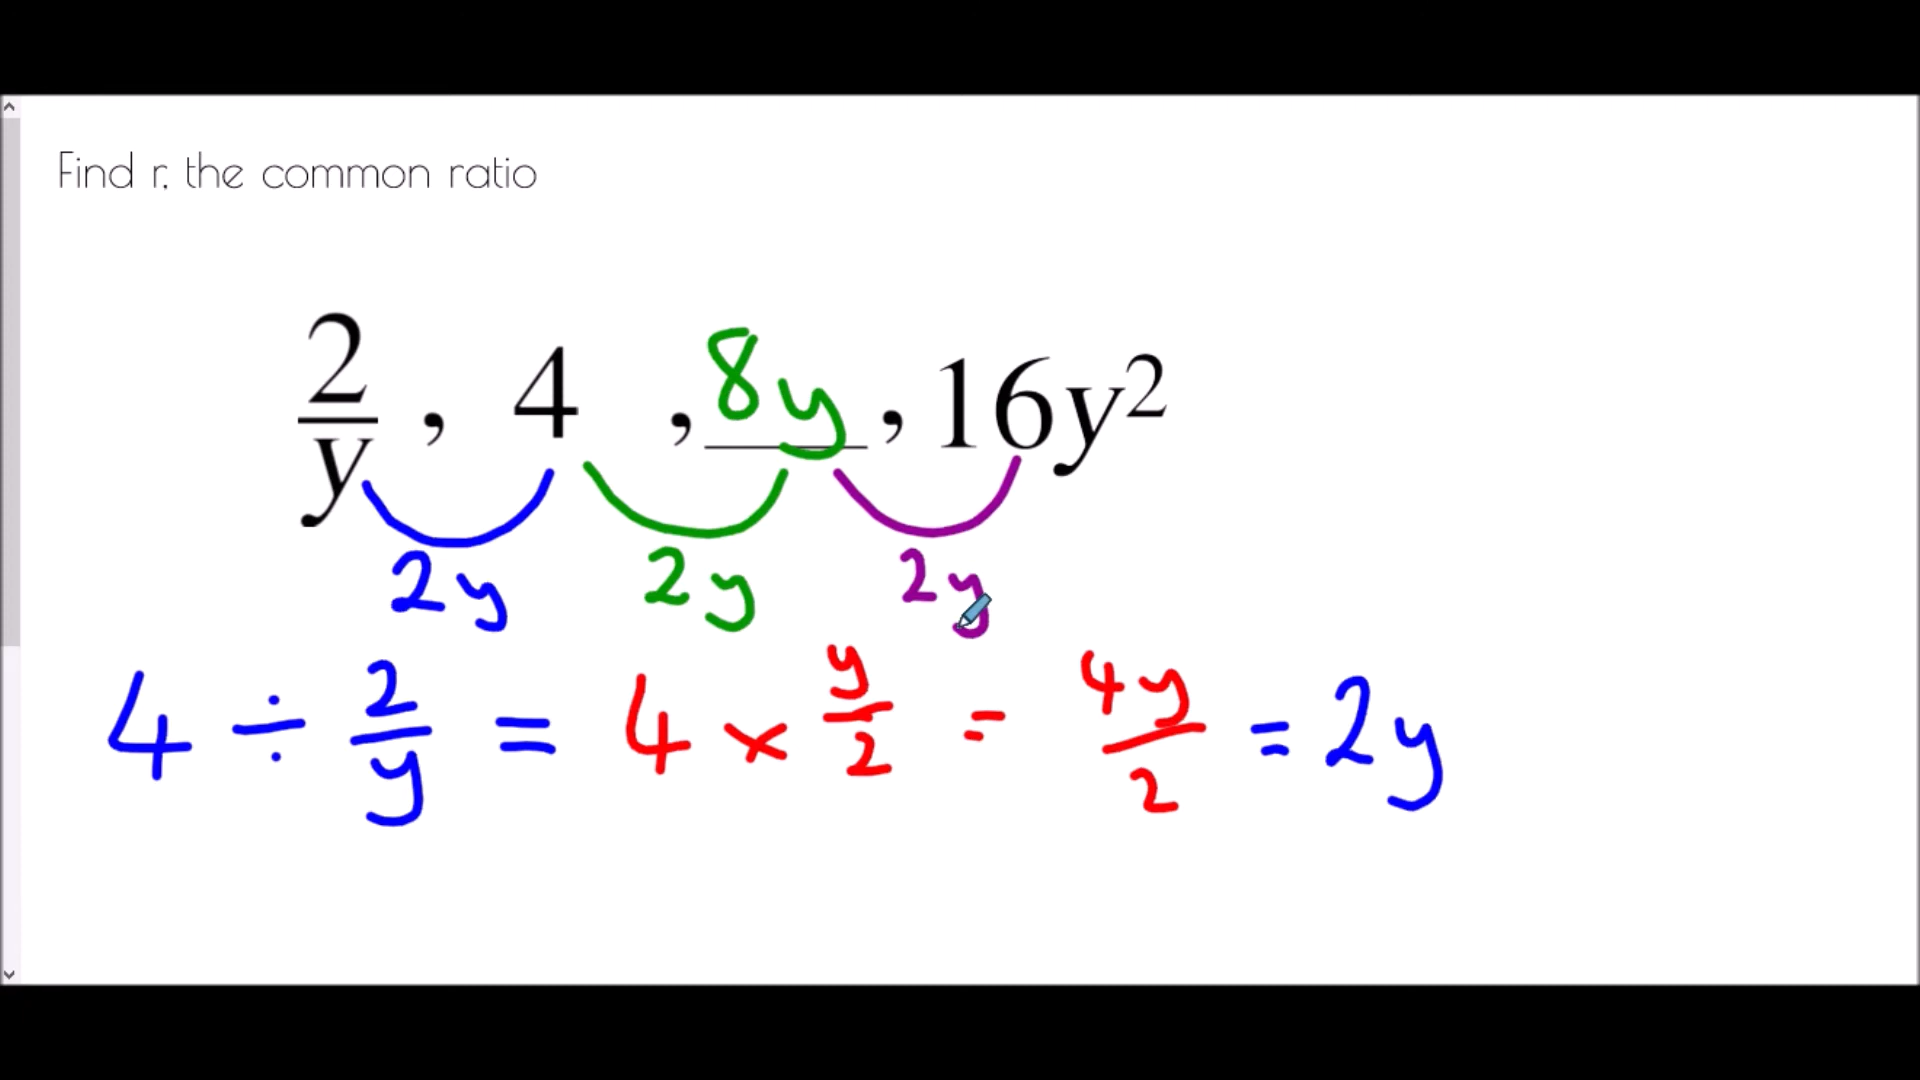 Find r, the common ratio
2/y , 4 , 8y , 16y²
2y 2y 2y
4 ÷ 2/y = 4 × y/2 = 4y/2 = 2y